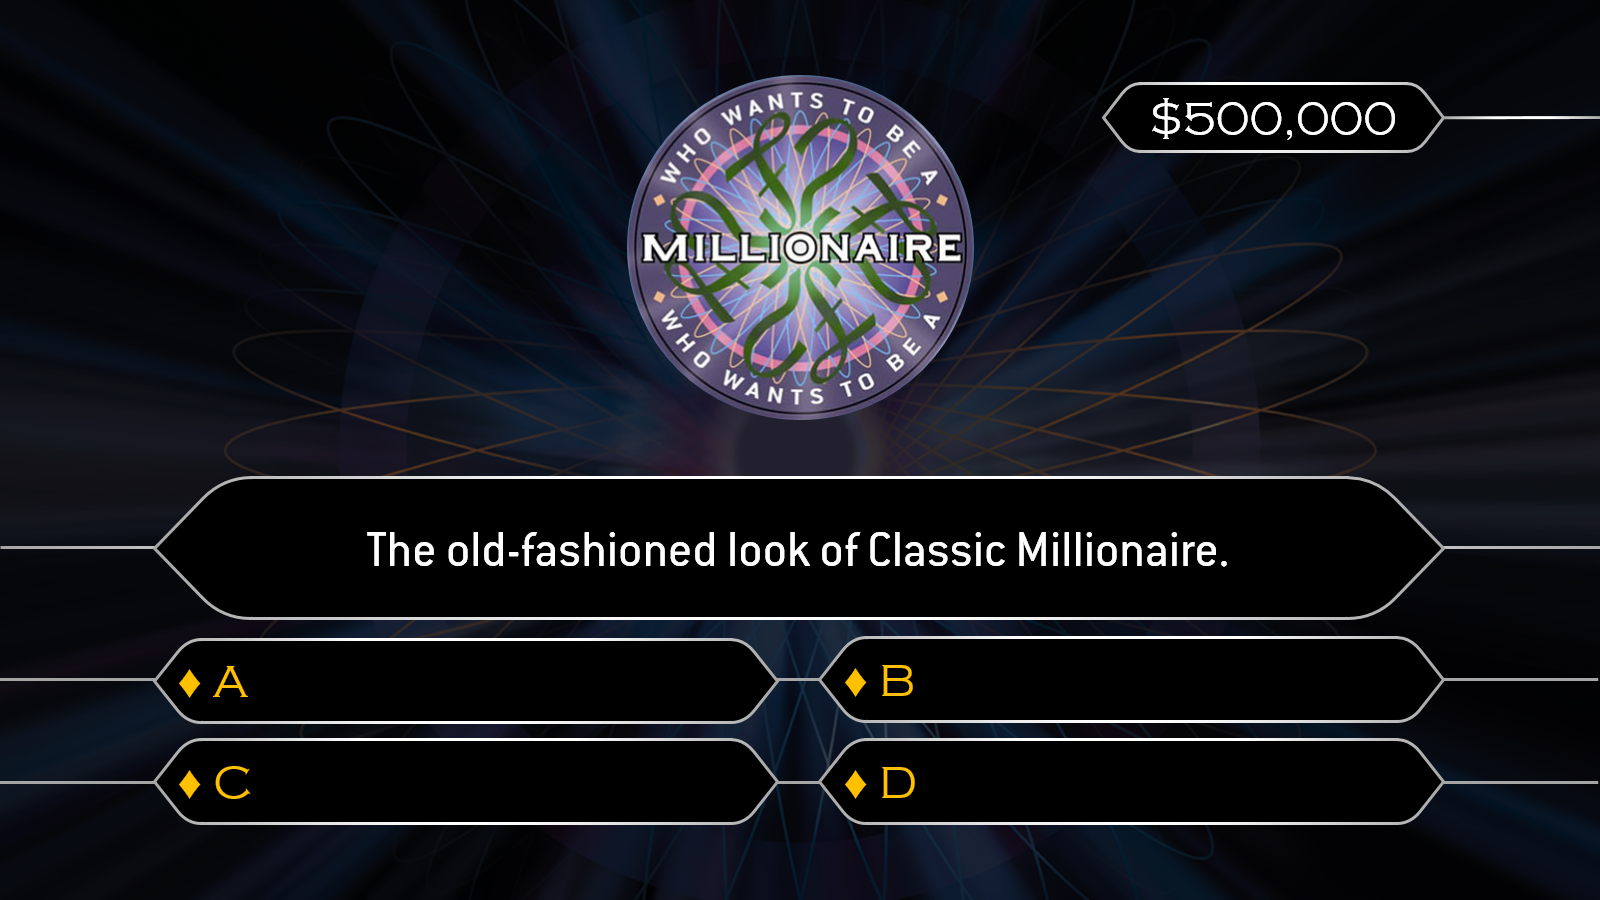 WHO WANTS TO BE A
$500,000
MILLIONAIRE
WHO WANTS TO BE A
The old-fashioned look of Classic Millionaire.
♦ A
♦ B
♦ C
♦ D